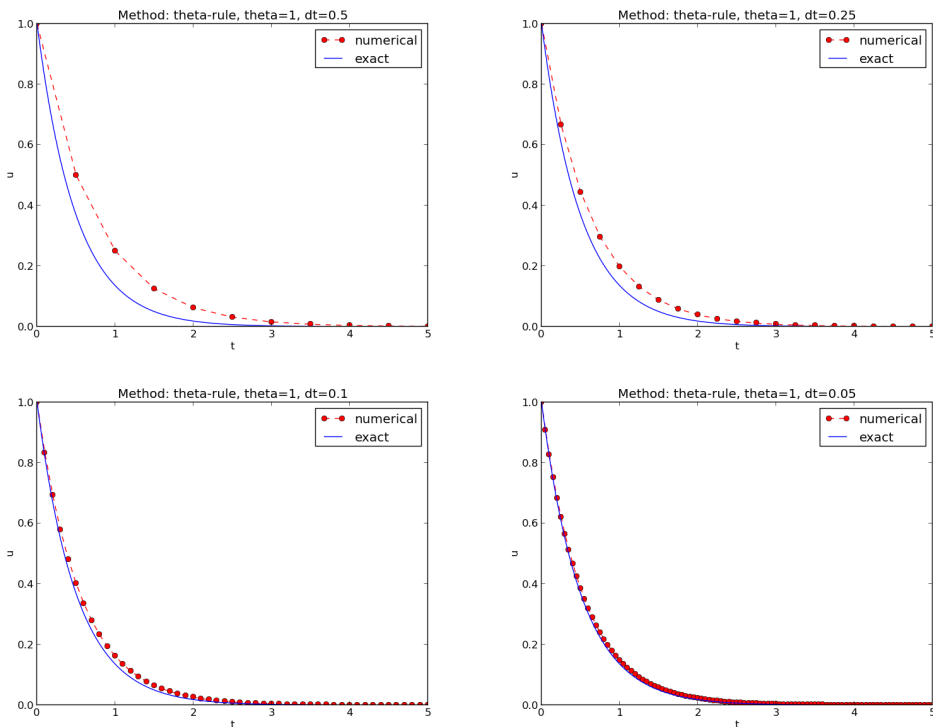 Method: theta-rule, theta=1, dt=0.5
1.0
0.8
0.6
0.4
0.2
0.0
u
0 1 2 3 4 5
t
numerical
exact
Method: theta-rule, theta=1, dt=0.25
1.0
0.8
0.6
0.4
0.2
0.0
u
0 1 2 3 4 5
t
numerical
exact
Method: theta-rule, theta=1, dt=0.1
1.0
0.8
0.6
0.4
0.2
0.0
u
0 1 2 3 4 5
t
numerical
exact
Method: theta-rule, theta=1, dt=0.05
1.0
0.8
0.6
0.4
0.2
0.0
u
0 1 2 3 4 5
t
numerical
exact